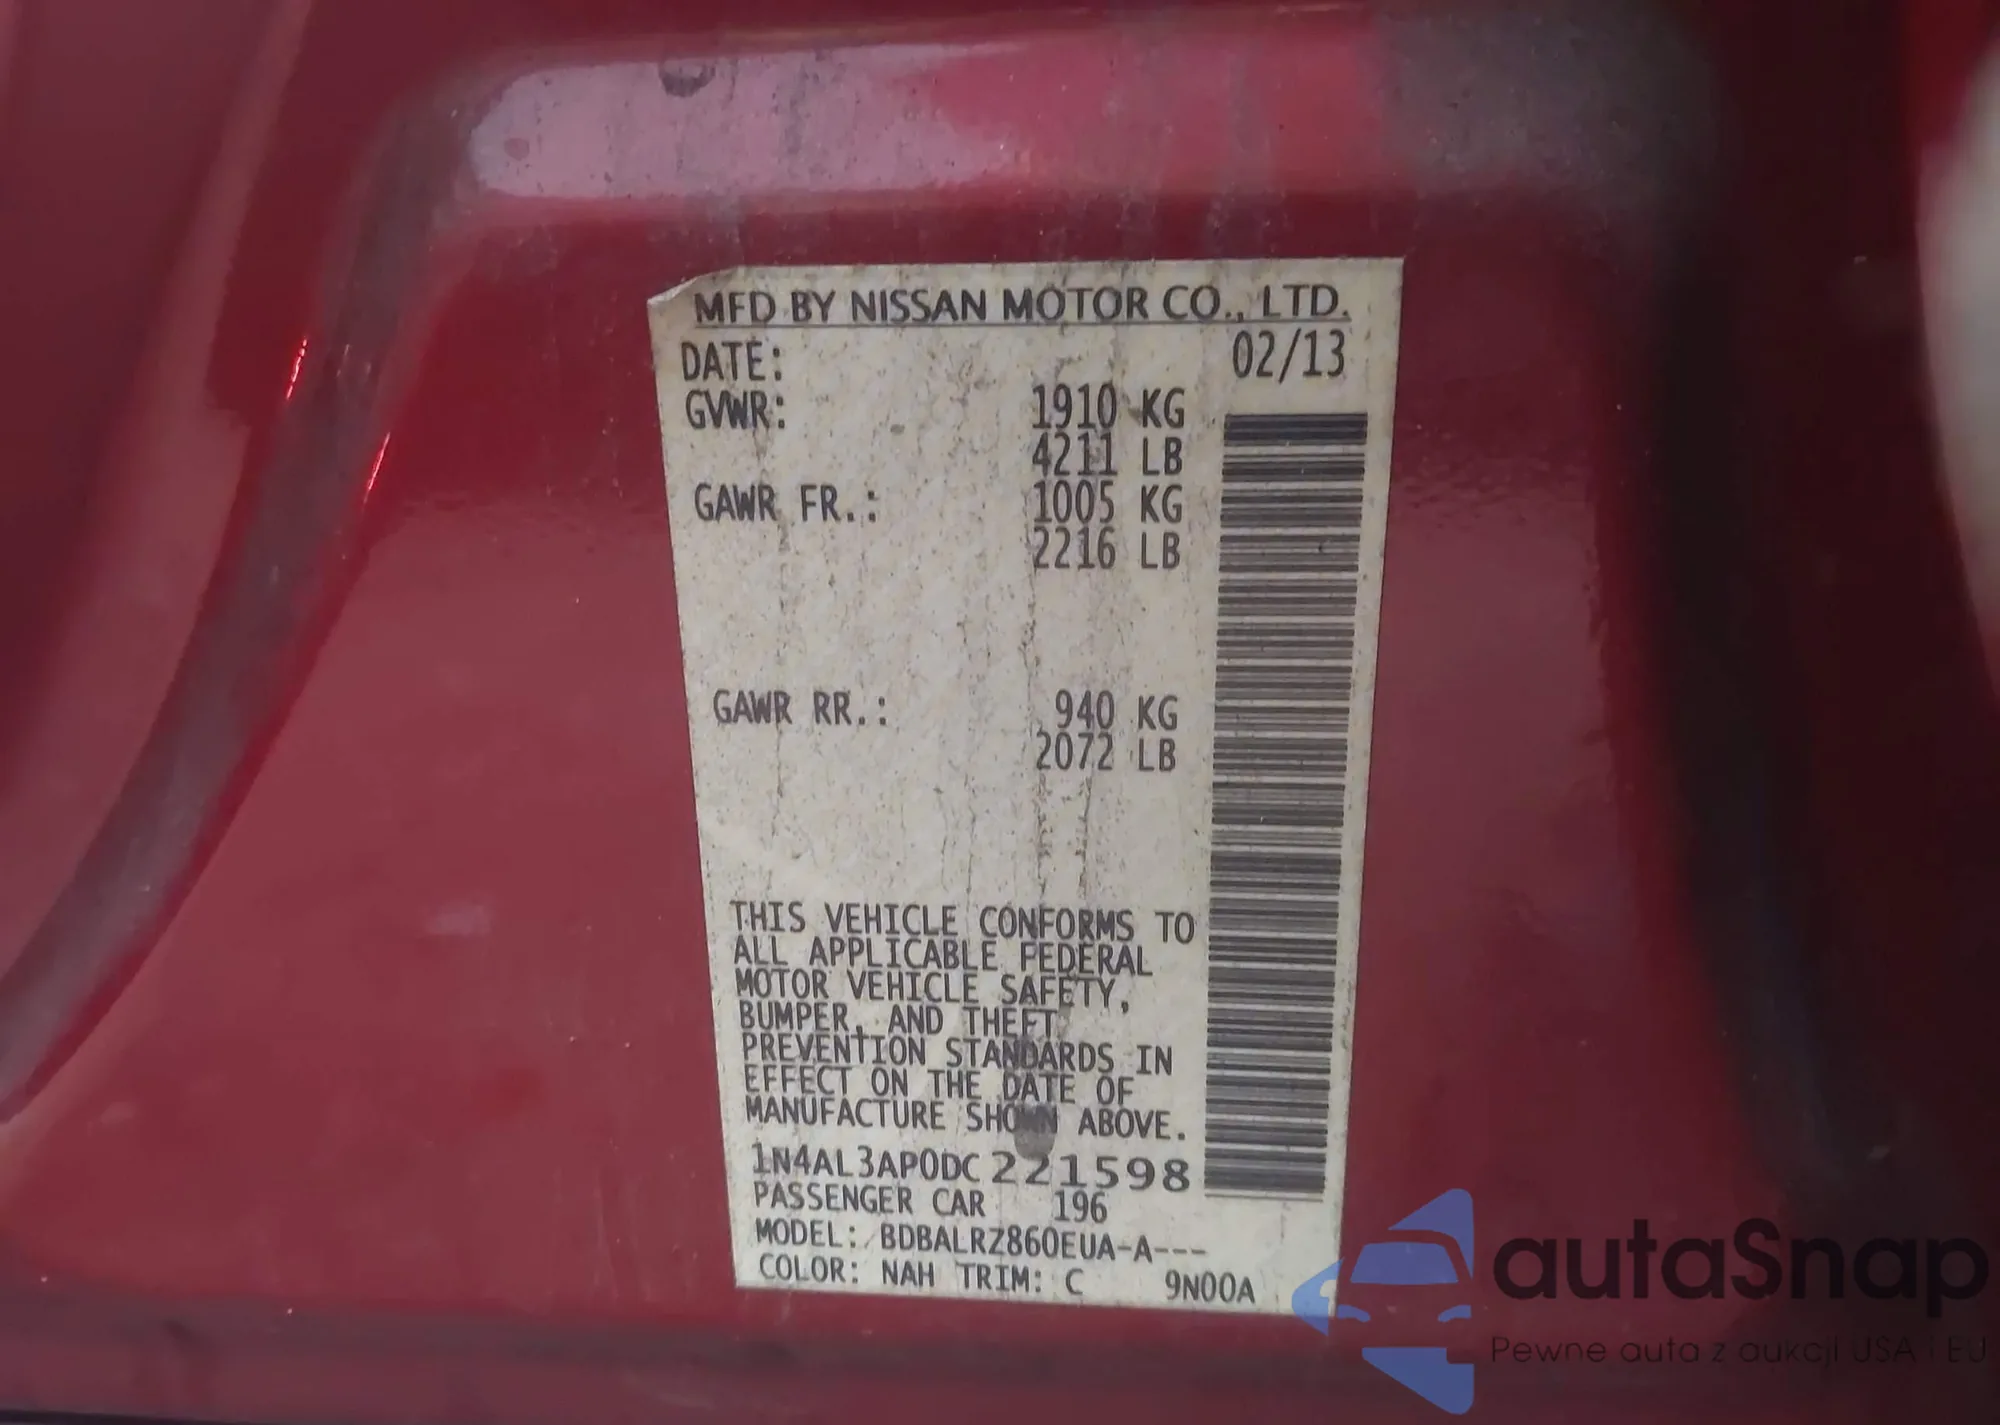 MFD BY NISSAN MOTOR CO., LTD.
DATE: 02/13
GVWR: 1910 KG
4211 LB
GAWR FR.: 1005 KG
2216 LB
GAWR RR.: 940 KG
2072 LB
THIS VEHICLE CONFORMS TO
ALL APPLICABLE FEDERAL
MOTOR VEHICLE SAFETY,
BUMPER, AND THEFT
PREVENTION STANDARDS IN
EFFECT ON THE DATE OF
MANUFACTURE SHOWN ABOVE.
1N4AL3AP0DC221598
PASSENGER CAR 196
MODEL: BDBALRZ860EUA-A---
COLOR: NAH TRIM: C 9N00A
autaSnap
Pewne auta z aukcji USA i EU